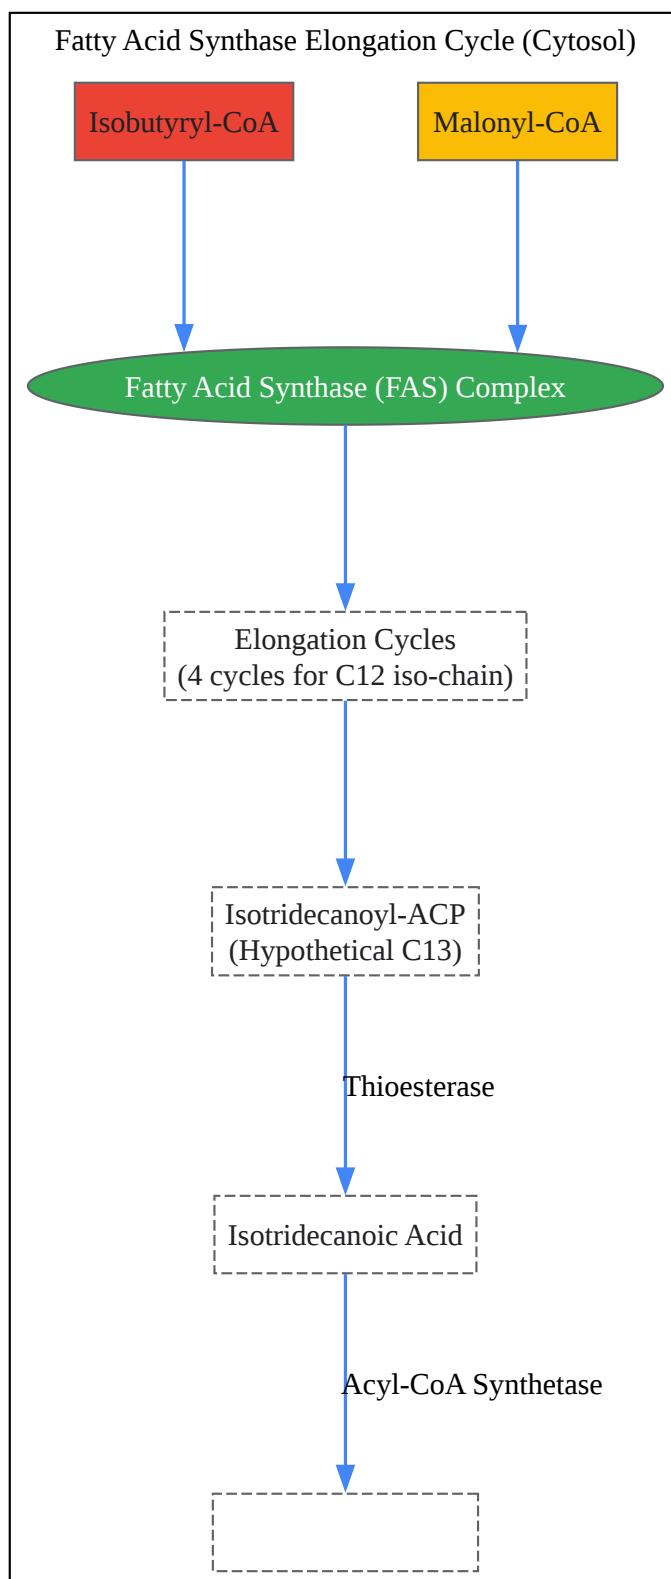 Fatty Acid Synthase Elongation Cycle (Cytosol)
Isobutyryl-CoA
Malonyl-CoA
Fatty Acid Synthase (FAS) Complex
Elongation Cycles
(4 cycles for C12 iso-chain)
Isotridecanoyl-ACP
(Hypothetical C13)
Thioesterase
Isotridecanoic Acid
Acyl-CoA Synthetase